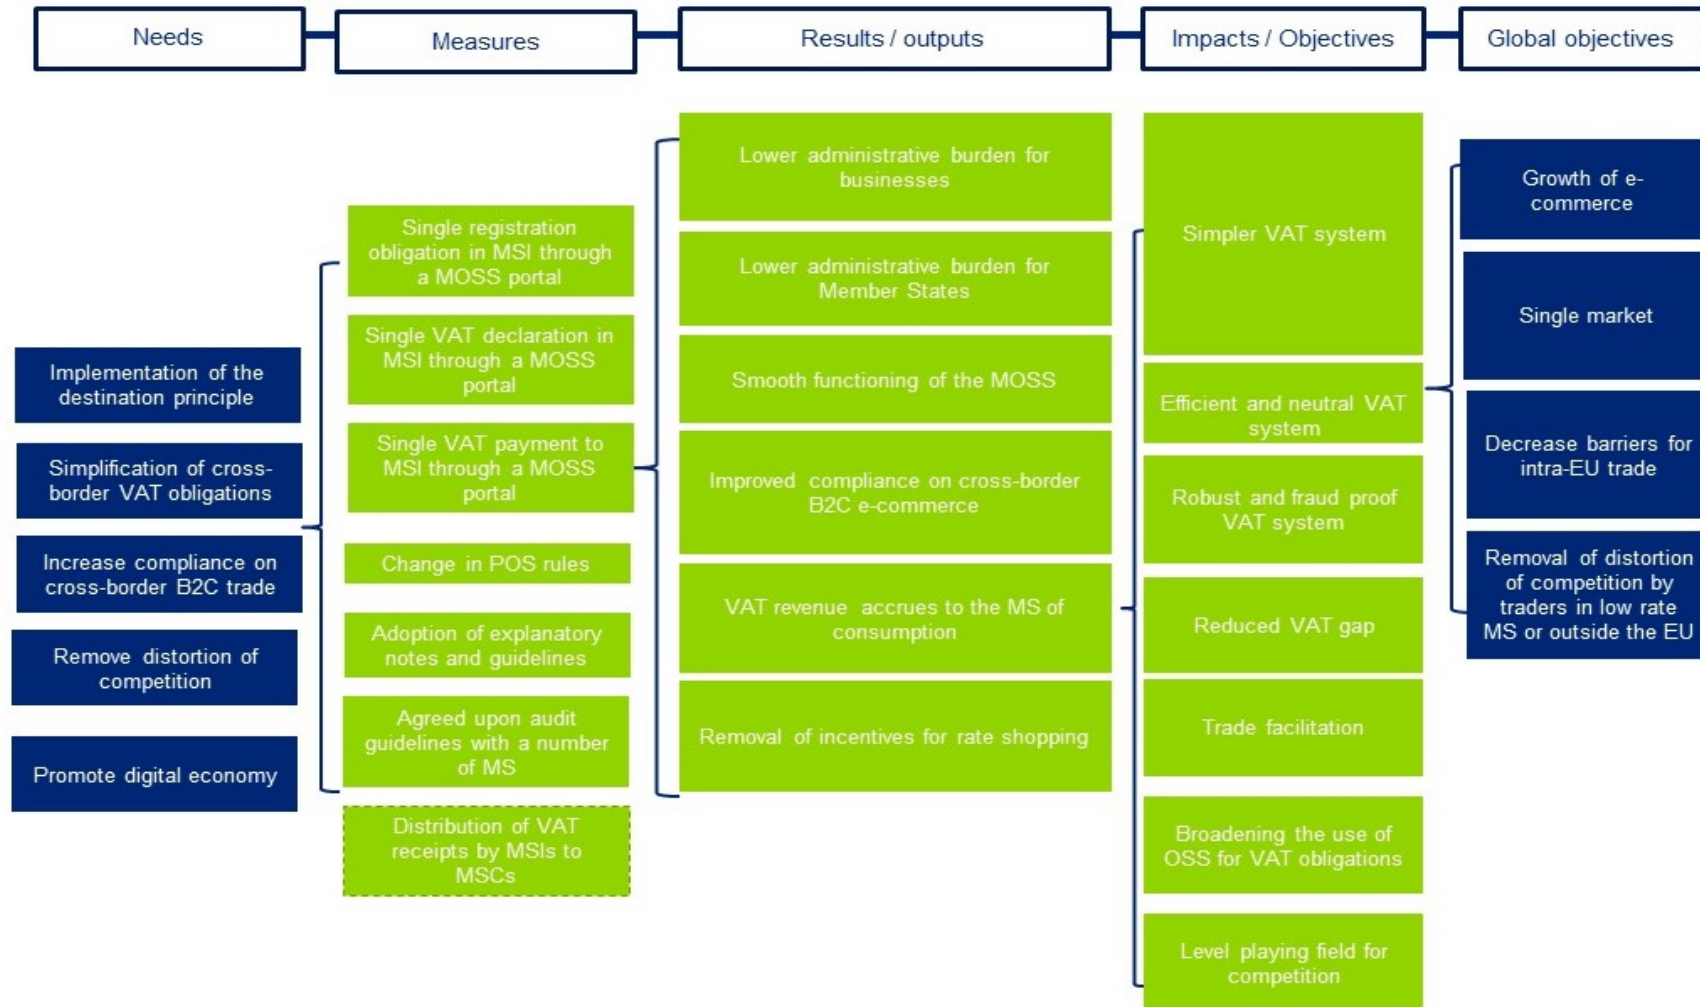 Needs
Measures
Results / outputs
Impacts / Objectives
Global objectives
Implementation of the
destination principle
Simplification of cross-
border VAT obligations
Increase compliance on
cross-border B2C trade
Remove distortion of
competition
Promote digital economy
Single registration
obligation in MSI through
a MOSS portal
Single VAT declaration in
MSI through a MOSS
portal
Single VAT payment to
MSI through a MOSS
portal
Change in POS rules
Adoption of explanatory
notes and guidelines
Agreed upon audit
guidelines with a number
of MS
Distribution of VAT
receipts by MSIs to
MSCs
Lower administrative burden for
businesses
Lower administrative burden for
Member States
Smooth functioning of the MOSS
Improved compliance on cross-border
B2C e-commerce
VAT revenue accrues to the MS of
consumption
Removal of incentives for rate shopping
Simpler VAT system
Efficient and neutral VAT
system
Robust and fraud proof
VAT system
Reduced VAT gap
Trade facilitation
Broadening the use of
OSS for VAT obligations
Level playing field for
competition
Growth of e-
commerce
Single market
Decrease barriers for
intra-EU trade
Removal of distortion
of competition by
traders in low rate
MS or outside the EU